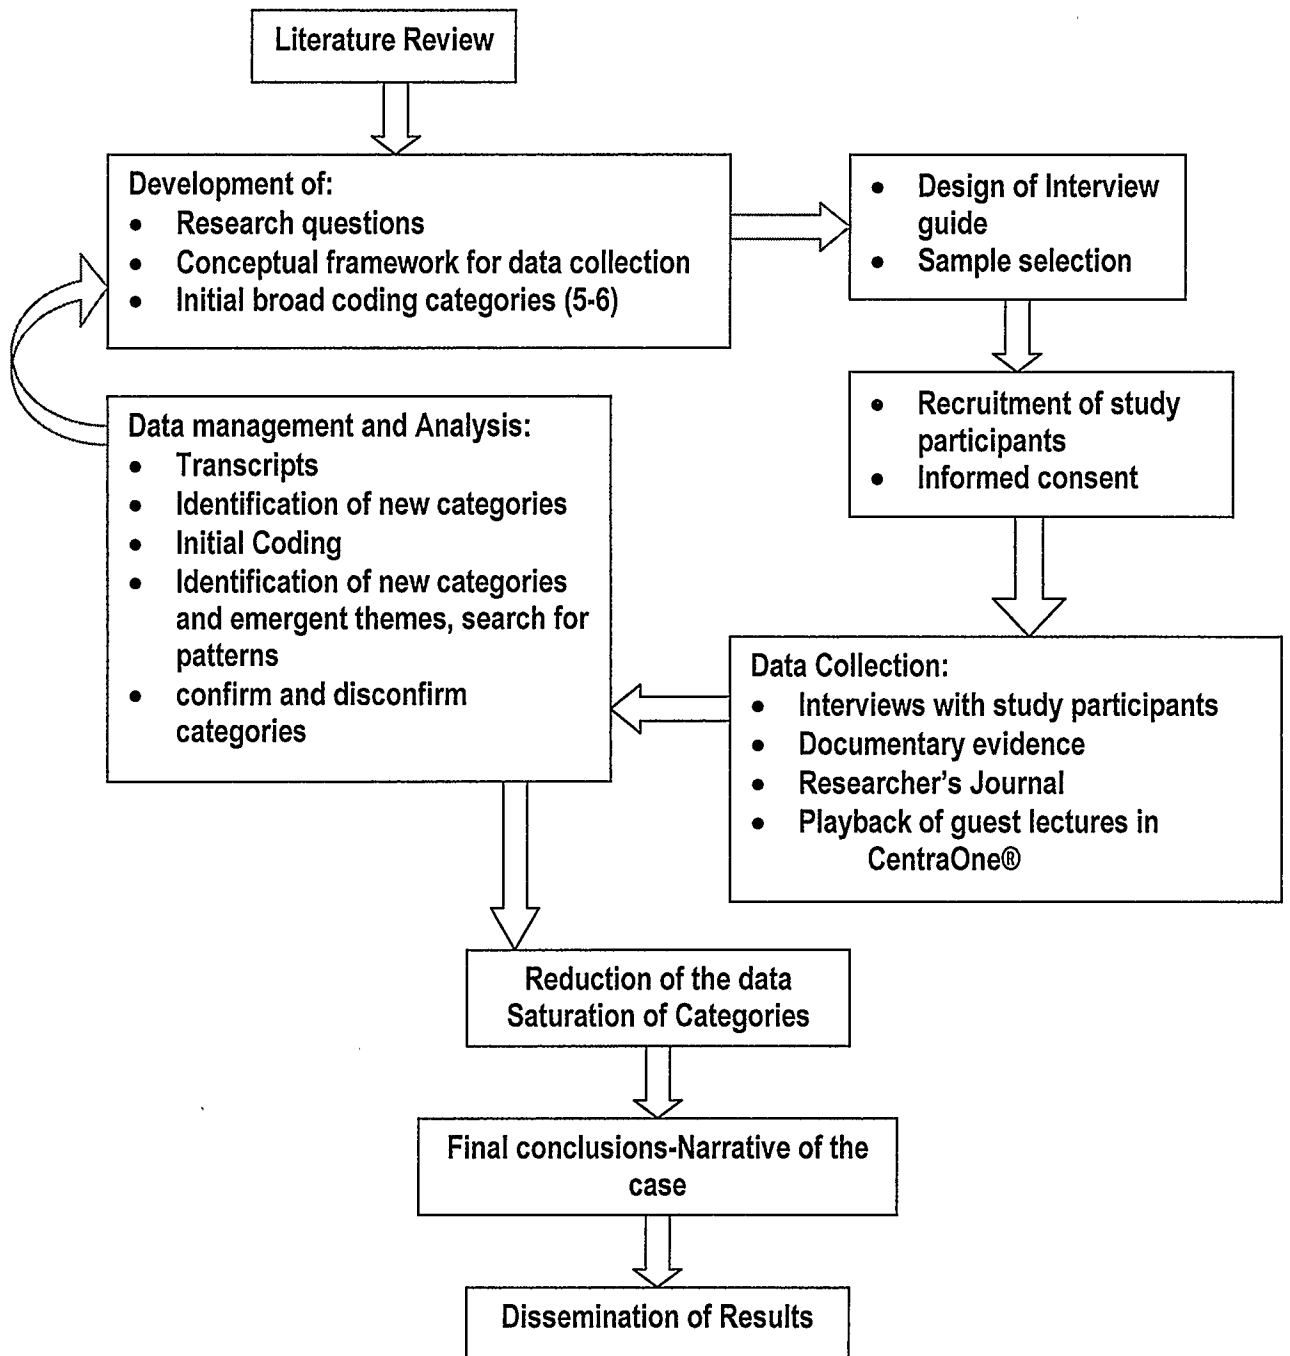 Literature Review
Development of:
• Research questions
• Conceptual framework for data collection
• Initial broad coding categories (5-6)
• Design of Interview
guide
• Sample selection
• Recruitment of study
participants
• Informed consent
Data Collection:
• Interviews with study participants
• Documentary evidence
• Researcher's Journal
• Playback of guest lectures in
CentraOne®
Data management and Analysis:
• Transcripts
• Identification of new categories
• Initial Coding
• Identification of new categories
and emergent themes, search for
patterns
• confirm and disconfirm
categories
Reduction of the data
Saturation of Categories
Final conclusions-Narrative of the
case
Dissemination of Results